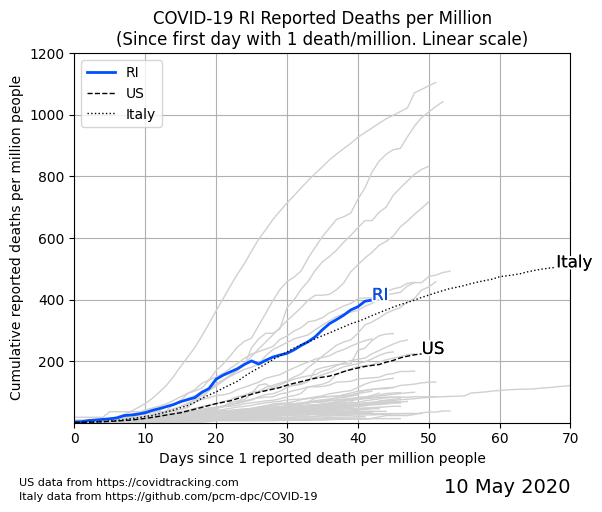 COVID-19 RI Reported Deaths per Million
(Since first day with 1 death/million. Linear scale)
1200
1000
800
600
400
200
Cumulative reported deaths per million people
RI
US
Italy
Italy
RI
US
0 10 20 30 40 50 60 70
Days since 1 reported death per million people
US data from https://covidtracking.com
Italy data from https://github.com/pcm-dpc/COVID-19
10 May 2020